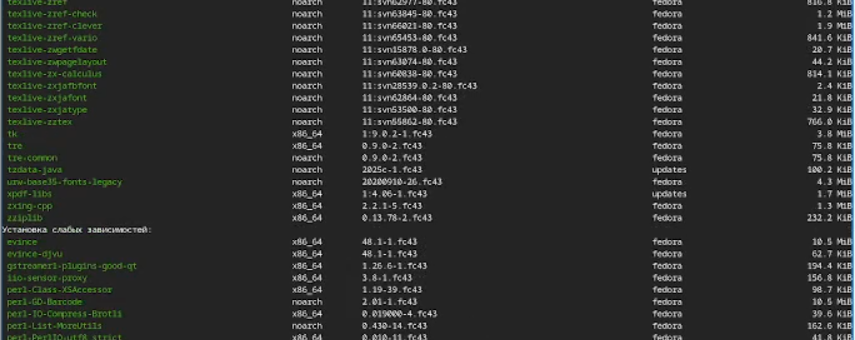 texlive-zref noarch 11:svn62977-80.fc43 fedora 816.8 KiB
texlive-zref-check noarch 11:svn63845-80.fc43 fedora 1.2 MiB
texlive-zref-clever noarch 11:svn66021-80.fc43 fedora 1.9 MiB
texlive-zref-vario noarch 11:svn65453-80.fc43 fedora 841.6 KiB
texlive-zwgetfdate noarch 11:svn15878.0-80.fc43 fedora 20.7 KiB
texlive-zwpagelayout noarch 11:svn63074-80.fc43 fedora 44.2 KiB
texlive-zx-calculus noarch 11:svn60838-80.fc43 fedora 814.1 KiB
texlive-zxjafbfont noarch 11:svn28539.0.2-80.fc43 fedora 2.4 KiB
texlive-zxjafont noarch 11:svn62864-80.fc43 fedora 21.8 KiB
texlive-zxjatype noarch 11:svn53500-80.fc43 fedora 32.9 KiB
texlive-zztex noarch 11:svn55862-80.fc43 fedora 766.0 KiB
tk x86_64 1:9.0.2-1.fc43 fedora 3.8 MiB
tre x86_64 0.9.0-2.fc43 fedora 75.8 KiB
tre-common noarch 0.9.0-2.fc43 fedora 75.8 KiB
tzdata-java noarch 2025c-1.fc43 updates 100.2 KiB
urw-base35-fonts-legacy noarch 20200910-26.fc43 fedora 4.3 MiB
xpdf-libs x86_64 1:4.06-1.fc43 updates 1.7 MiB
zxing-cpp x86_64 2.2.1-5.fc43 fedora 1.3 MiB
zziplib x86_64 0.13.78-2.fc43 fedora 232.2 KiB
Установка слабых зависимостей:
evince x86_64 48.1-1.fc43 fedora 10.5 MiB
evince-djvu x86_64 48.1-1.fc43 fedora 62.7 KiB
gstreamer1-plugins-good-qt x86_64 1.26.6-1.fc43 fedora 194.4 KiB
iio-sensor-proxy x86_64 3.8-1.fc43 fedora 156.8 KiB
perl-Class-XSAccessor x86_64 1.19-39.fc43 fedora 98.7 KiB
perl-GD-Barcode noarch 2.01-1.fc43 fedora 10.5 MiB
perl-IO-Compress-Brotli x86_64 0.019000-4.fc43 fedora 39.6 KiB
perl-List-MoreUtils noarch 0.430-14.fc43 fedora 162.6 KiB
perl-PerlIO-utf8_strict x86_64 0.010-11.fc43 fedora 41.8 KiB